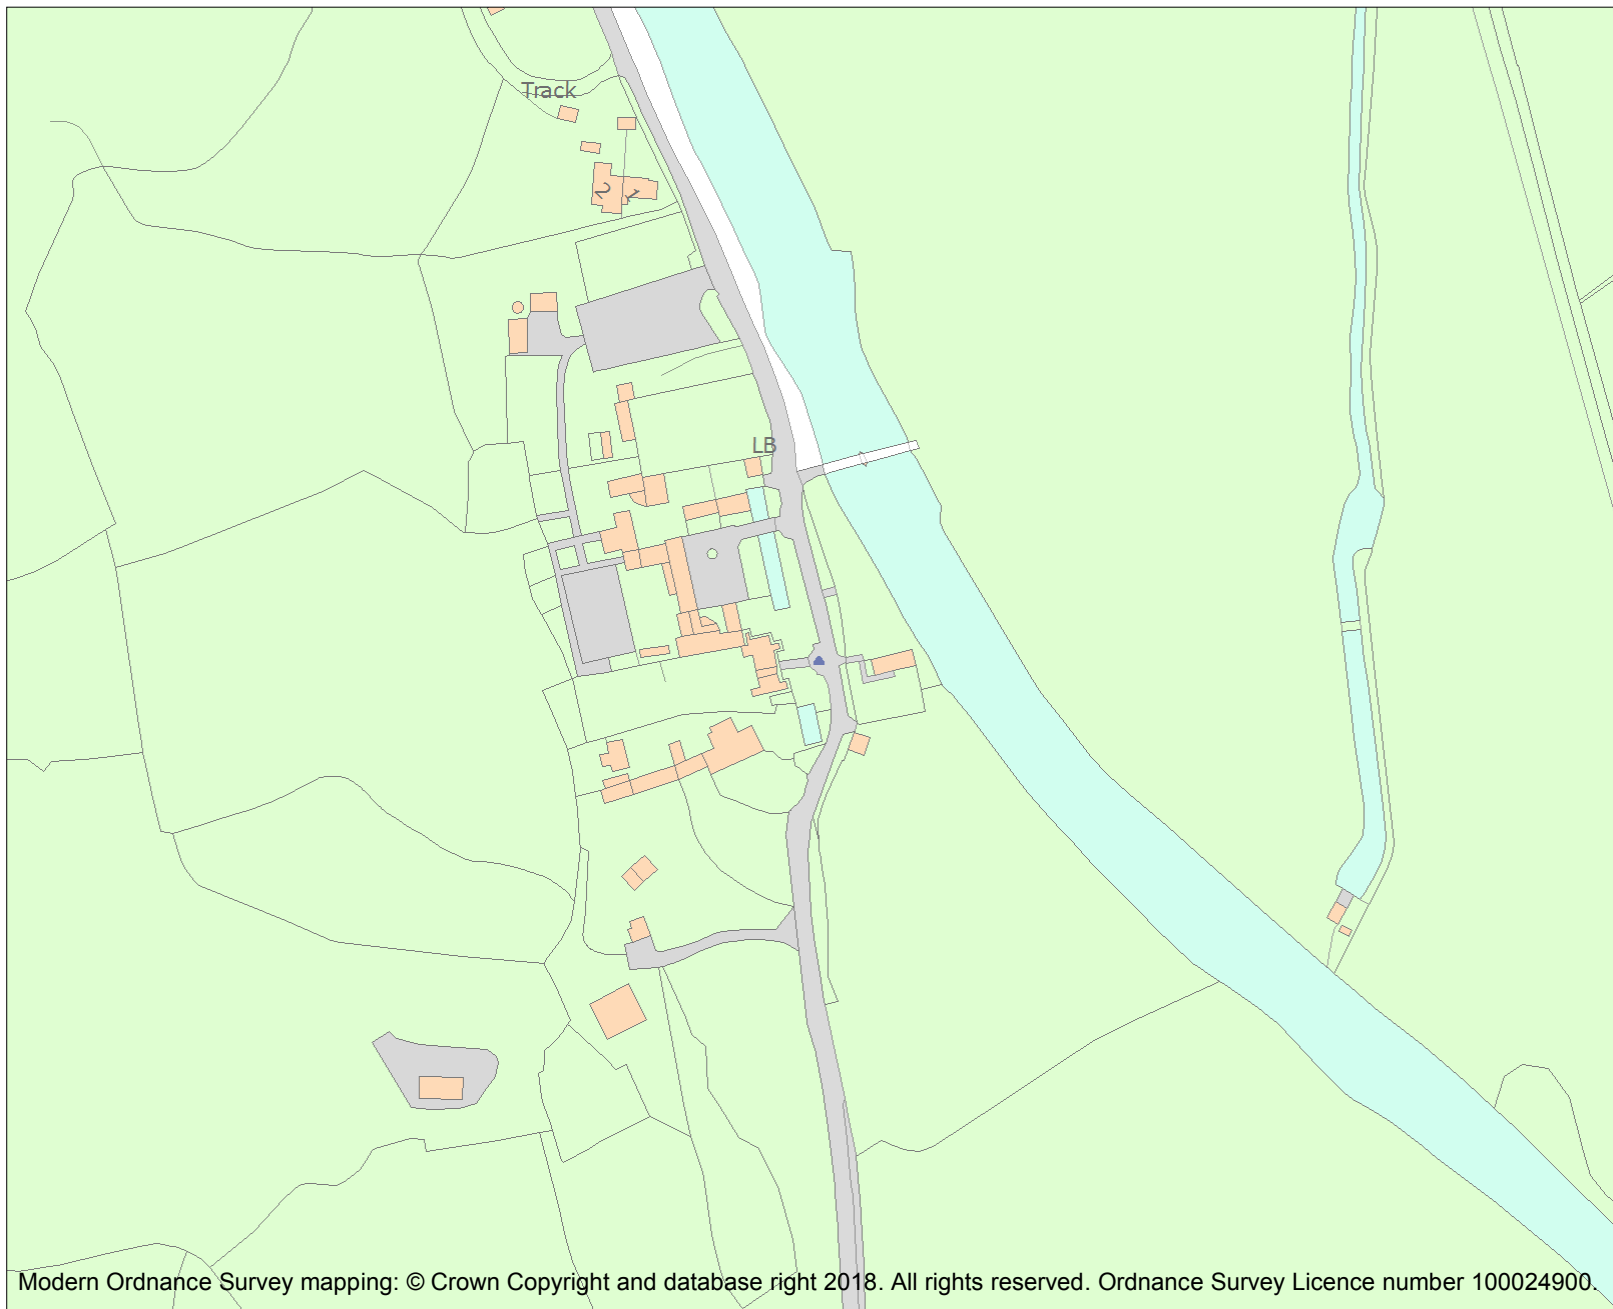 Track
2
1
LB
Modern Ordnance Survey mapping: © Crown Copyright and database right 2018. All rights reserved. Ordnance Survey Licence number 100024900.